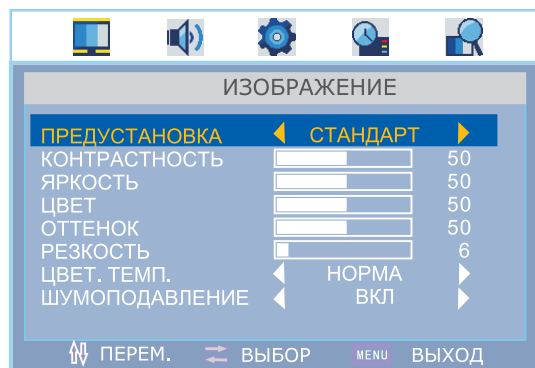 ИЗОБРАЖЕНИЕ
ПРЕДУСТАНОВКА СТАНДАРТ
КОНТРАСТНОСТЬ 50
ЯРКОСТЬ 50
ЦВЕТ 50
ОТТЕНОК 50
РЕЗКОСТЬ 6
ЦВЕТ. ТЕМП. НОРМА
ШУМОПОДАВЛЕНИЕ ВКЛ
ПЕРЕМ. ВЫБОР MENU ВЫХОД